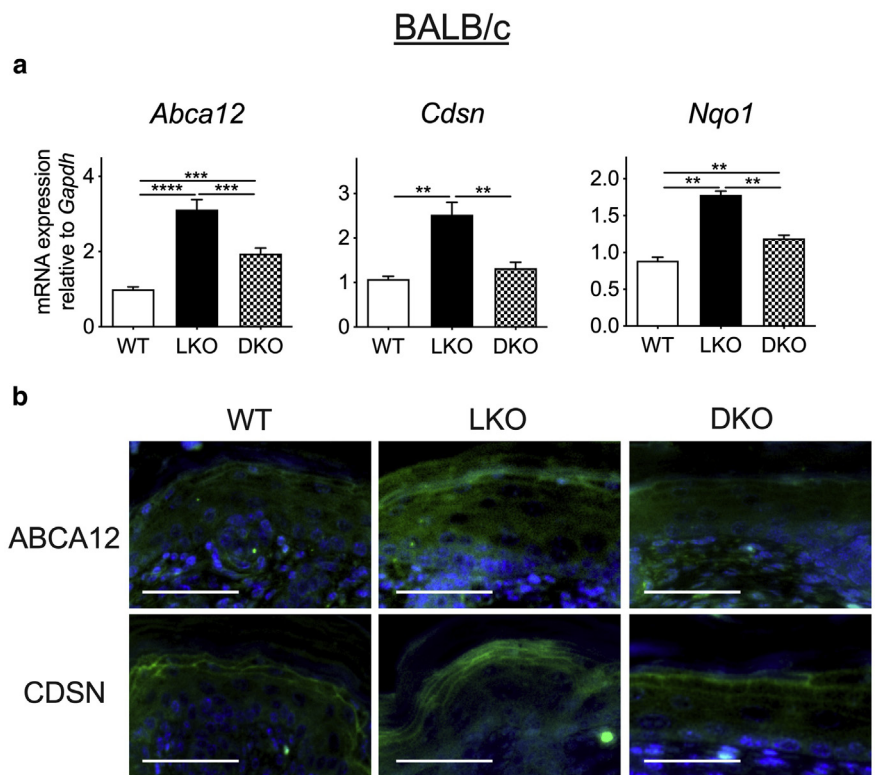 BALB/c
a
Abca12
Cdsn
Nqo1
mRNA expression
relative to Gapdh
4
2
0
***
**** ***
WT LKO DKO
3
2
1
0
** **
WT LKO DKO
2.0
1.5
1.0
0.5
0.0
**
** **
WT LKO DKO
b
WT LKO DKO
ABCA12
CDSN